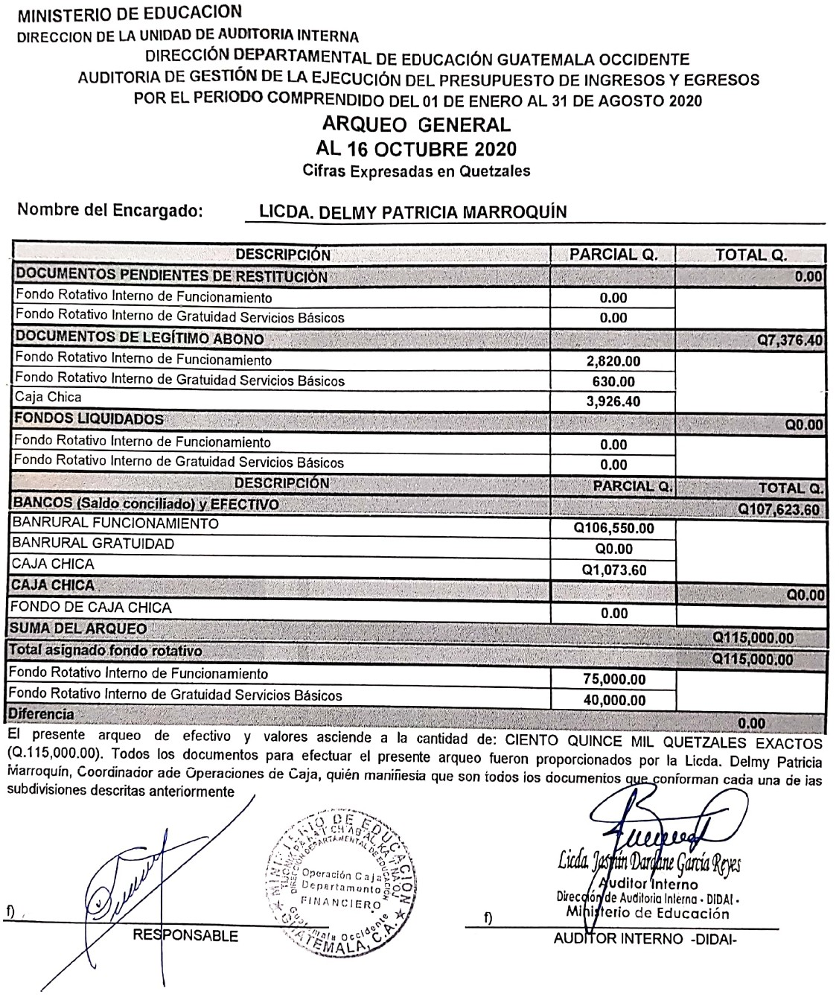 MINISTERIO DE EDUCACION
DIRECCION DE LA UNIDAD DE AUDITORIA INTERNA
DIRECCIÓN DEPARTAMENTAL DE EDUCACIÓN GUATEMALA OCCIDENTE
AUDITORIA DE GESTIÓN DE LA EJECUCIÓN DEL PRESUPUESTO DE INGRESOS Y EGRESOS
POR EL PERIODO COMPRENDIDO DEL 01 DE ENERO AL 31 DE AGOSTO 2020
ARQUEO GENERAL
AL 16 OCTUBRE 2020
Cifras Expresadas en Quetzales
Nombre del Encargado: LICDA. DELMY PATRICIA MARROQUÍN
DESCRIPCIÓN PARCIAL Q. TOTAL Q.
DOCUMENTOS PENDIENTES DE RESTITUCIÒN 0.00
Fondo Rotativo Interno de Funcionamiento 0.00
Fondo Rotativo Interno de Gratuidad Servicios Básicos 0.00
DOCUMENTOS DE LEGÍTIMO ABONO Q7,376.40
Fondo Rotativo Interno de Funcionamiento 2,820.00
Fondo Rotativo Interno de Gratuidad Servicios Básicos 630.00
Caja Chica 3,926.40
FONDOS LIQUIDADOS Q0.00
Fondo Rotativo Interno de Funcionamiento 0.00
Fondo Rotativo Interno de Gratuidad Servicios Básicos 0.00
DESCRIPCIÓN PARCIAL Q. TOTAL Q.
BANCOS (Saldo conciliado) y EFECTIVO Q107,623.60
BANRURAL FUNCIONAMIENTO Q106,550.00
BANRURAL GRATUIDAD Q0.00
CAJA CHICA Q1,073.60
CAJA CHICA Q0.00
FONDO DE CAJA CHICA 0.00
SUMA DEL ARQUEO Q115,000.00
Total asignado fondo rotativo Q115,000.00
Fondo Rotativo Interno de Funcionamiento 75,000.00
Fondo Rotativo Interno de Gratuidad Servicios Básicos 40,000.00
Diferencia 0.00
El presente arqueo de efectivo y valores asciende a la cantidad de: CIENTO QUINCE MIL QUETZALES EXACTOS
(Q.115,000.00). Todos los documentos para efectuar el presente arqueo fueron proporcionados por la Licda. Delmy Patricia
Marroquín, Coordinador ade Operaciones de Caja, quién manifiesta que son todos los documentos que conforman cada una de las
subdivisiones descritas anteriormente
MINISTERIO DE EDUCACION
DIRECCION DEPARTAMENTAL DE EDUCACION
Operación Caja
Departamento
FINANCIERO
Guatemala Occidente
GUATEMALA, C.A.
Licda. Jasmín Dardane García Reyes
Auditor Interno
Dirección de Auditoria Interna - DIDAI -
Ministerio de Educación
f) f)
RESPONSABLE AUDITOR INTERNO -DIDAI-